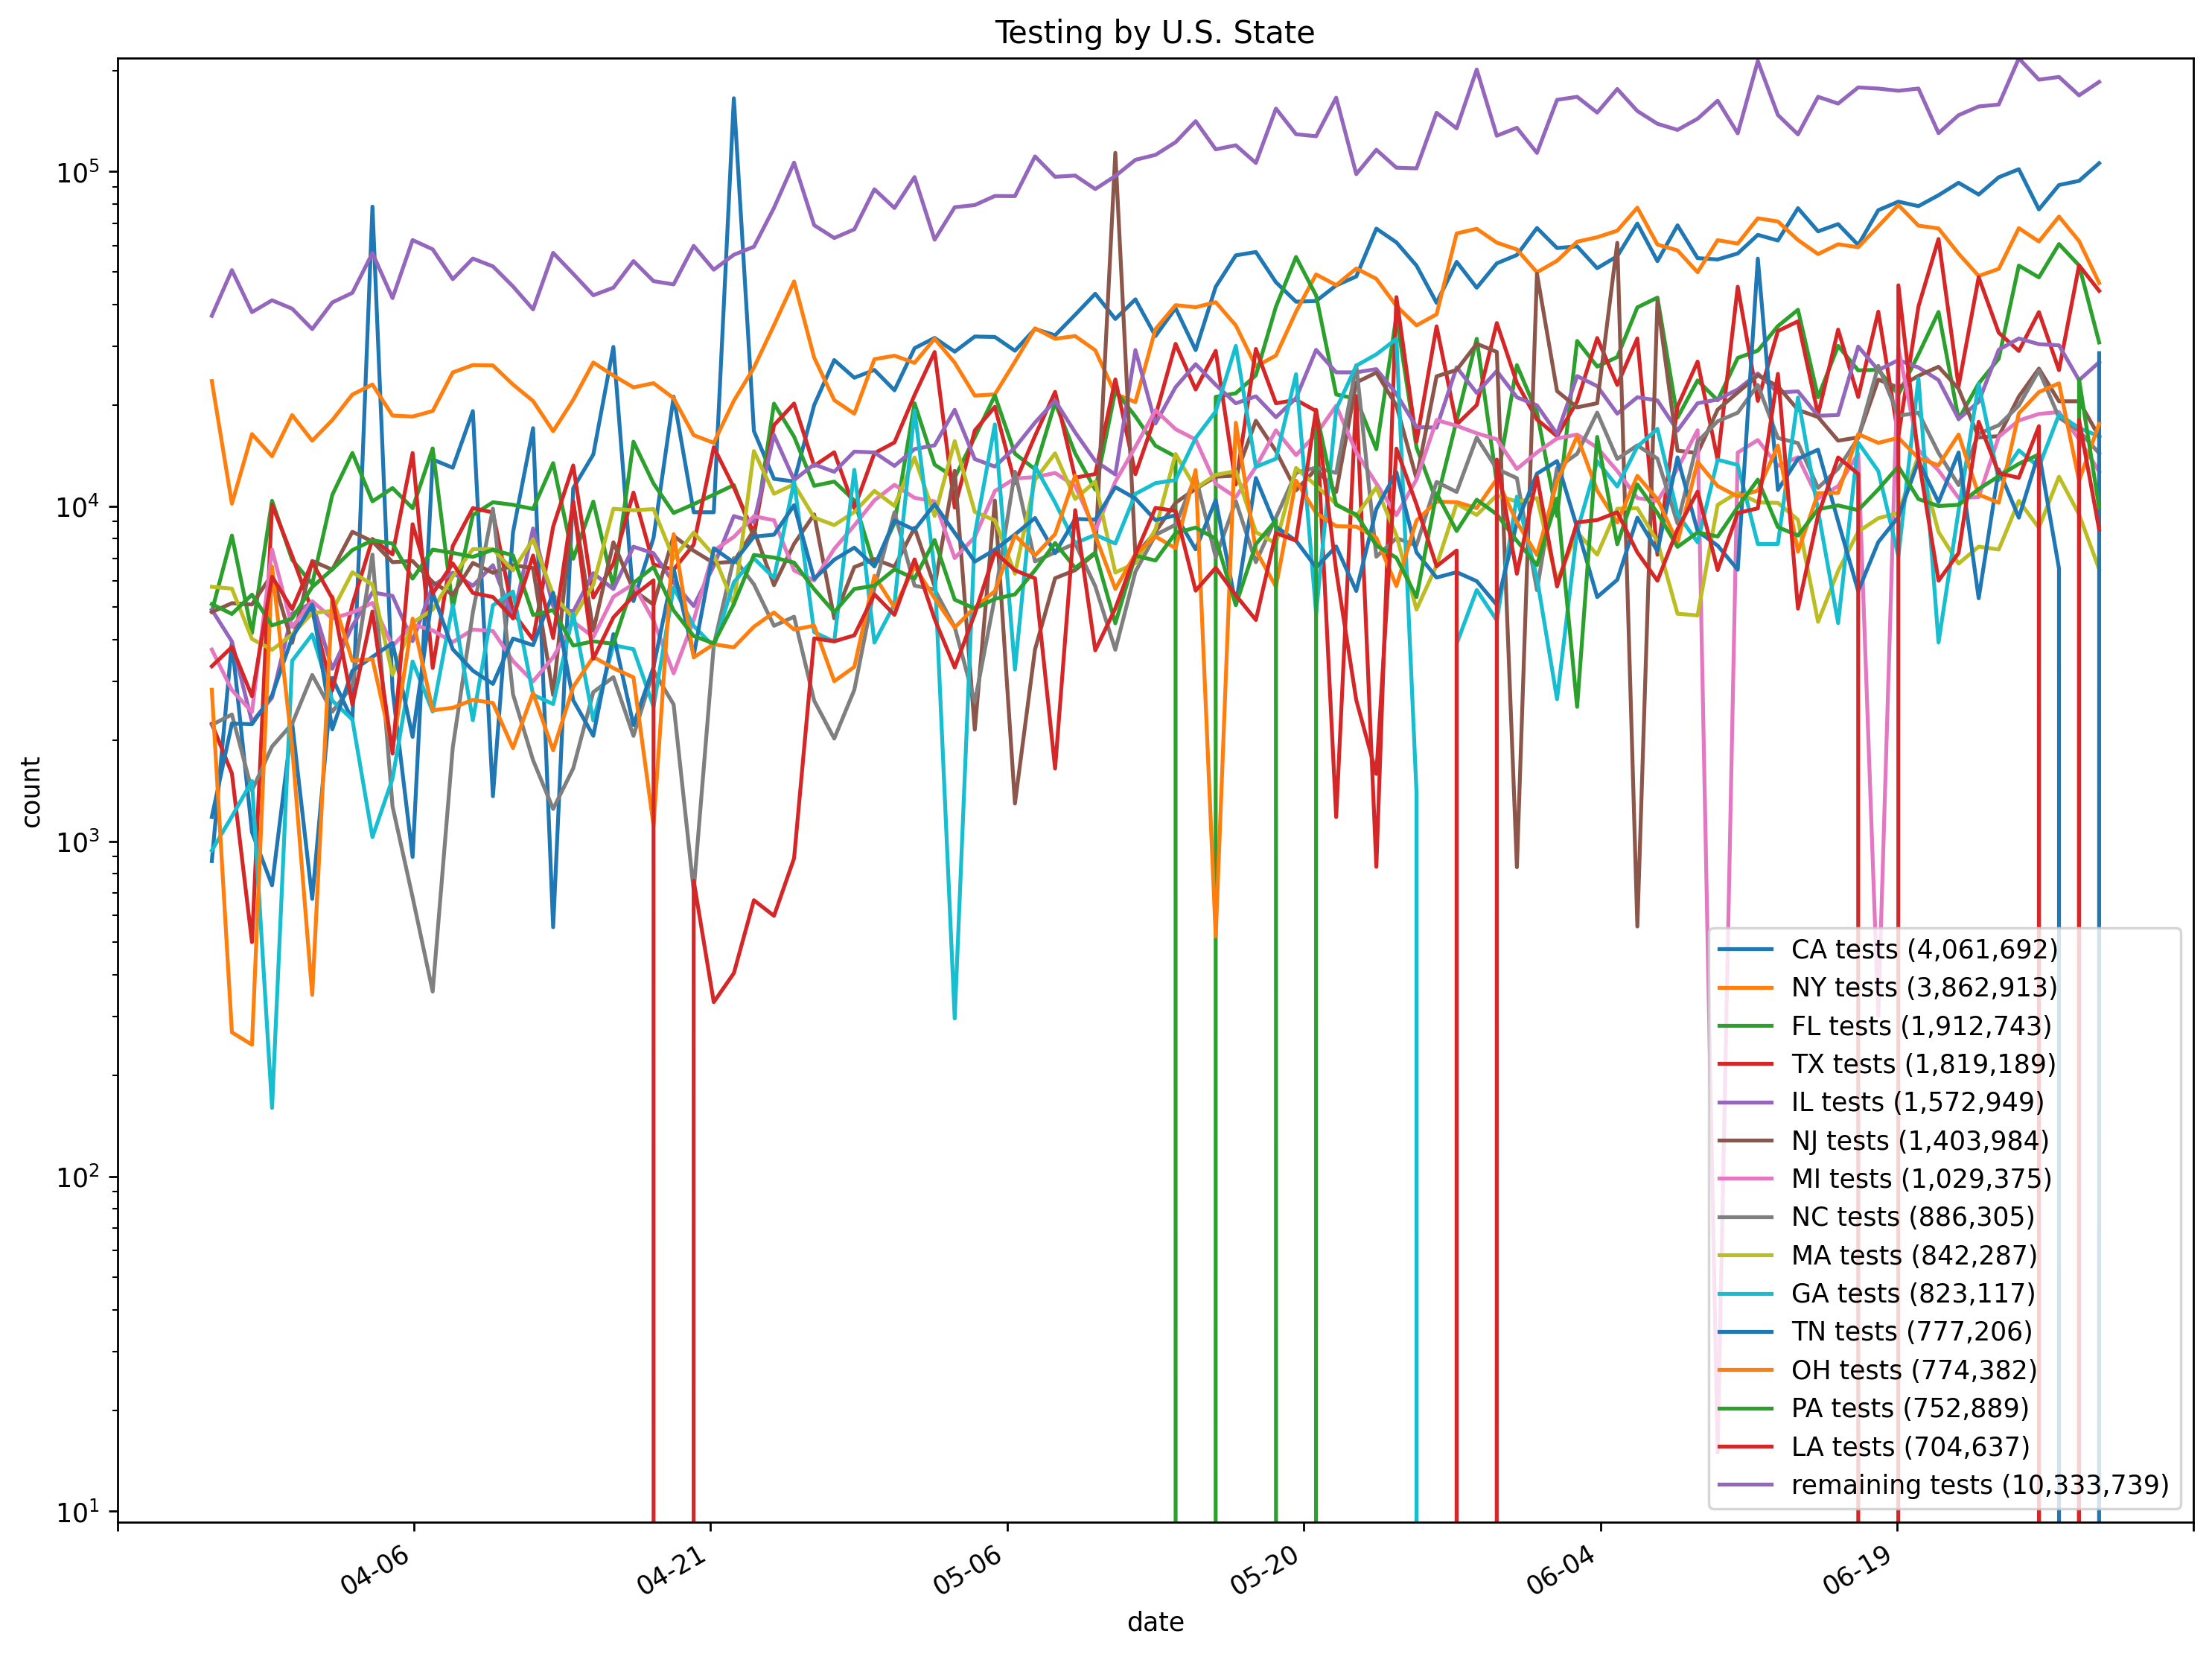 Testing by U.S. State
10^5
10^4
10^3
10^2
10^1
count
CA tests (4,061,692)
NY tests (3,862,913)
FL tests (1,912,743)
TX tests (1,819,189)
IL tests (1,572,949)
NJ tests (1,403,984)
MI tests (1,029,375)
NC tests (886,305)
MA tests (842,287)
GA tests (823,117)
TN tests (777,206)
OH tests (774,382)
PA tests (752,889)
LA tests (704,637)
remaining tests (10,333,739)
04-06
04-21
05-06
05-20
06-04
06-19
date